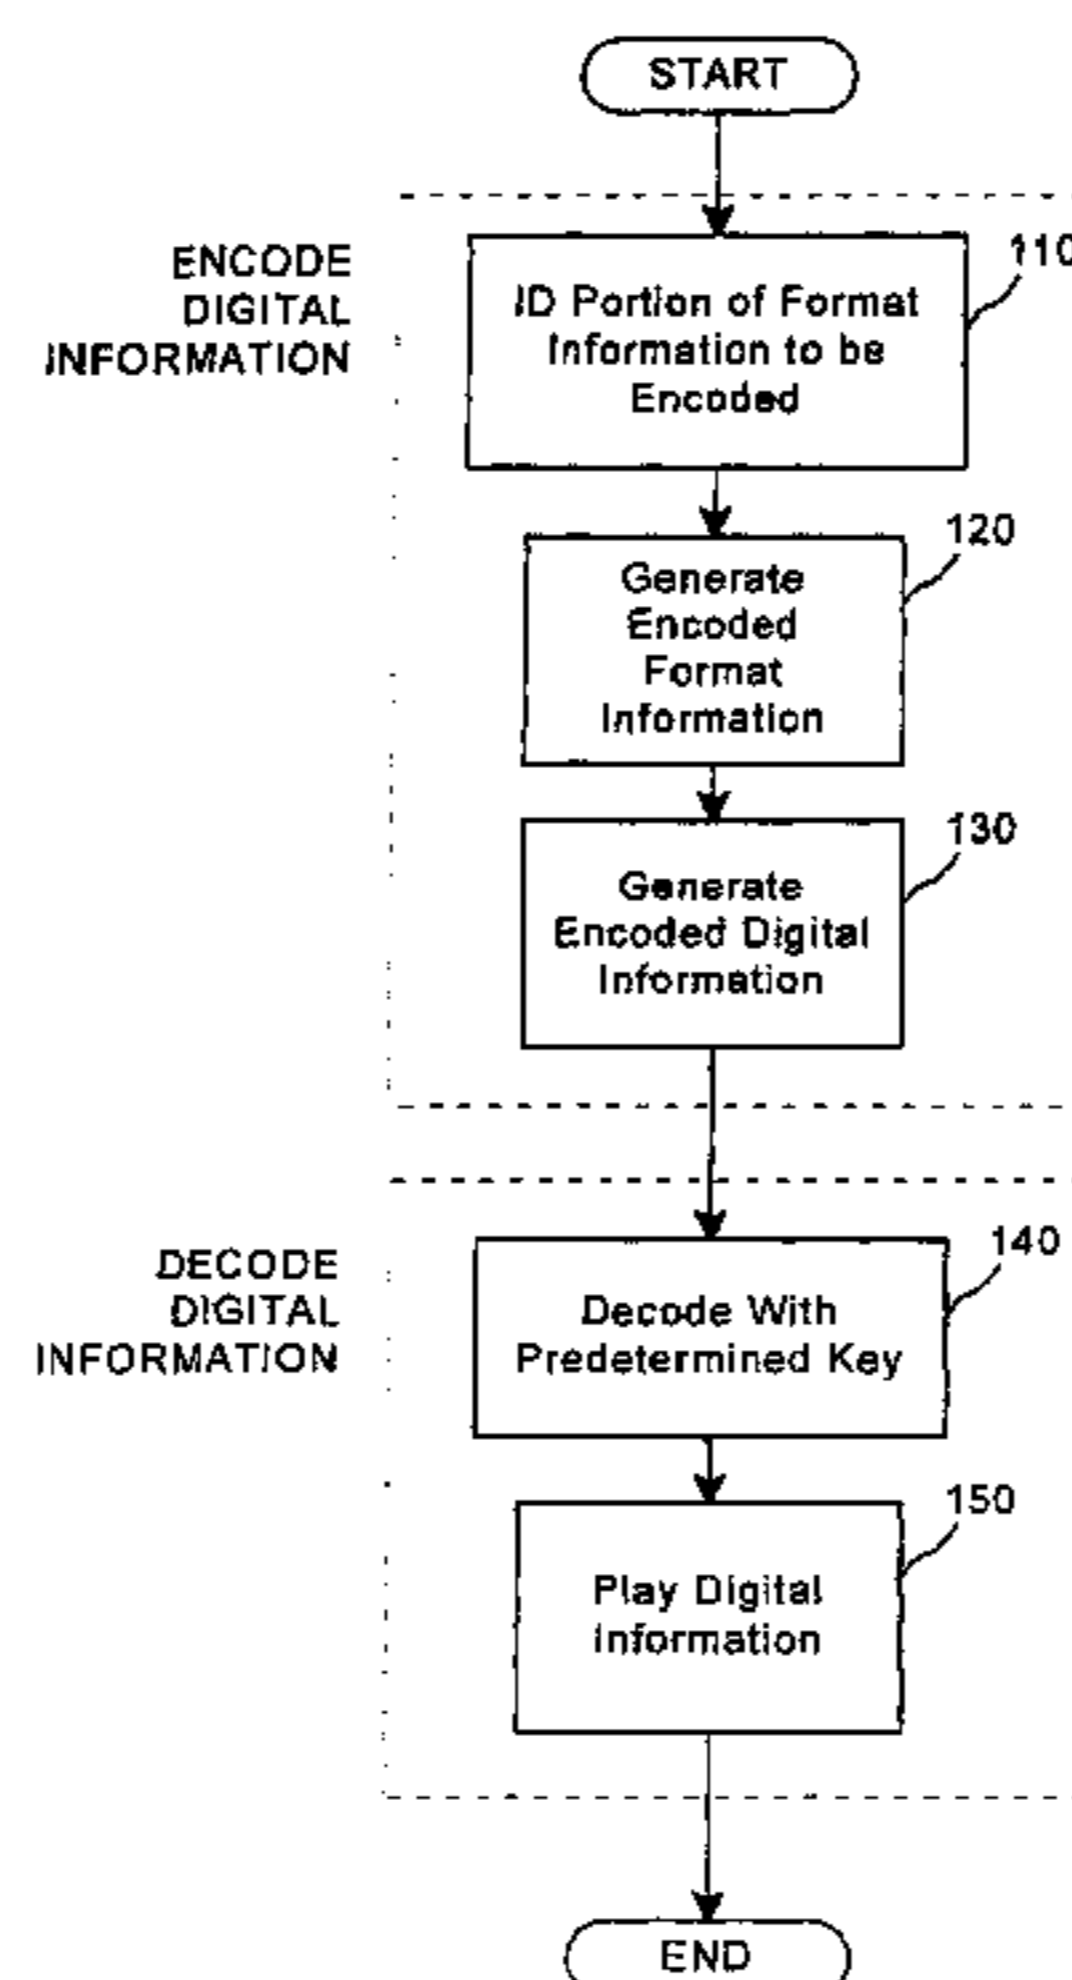 START
ENCODE
DIGITAL
INFORMATION
110
ID Portion of Format
Information to be
Encoded
120
Generate
Encoded
Format
Information
130
Generate
Encoded Digital
Information
DECODE
DIGITAL
INFORMATION
140
Decode With
Predetermined Key
150
Play Digital
Information
END